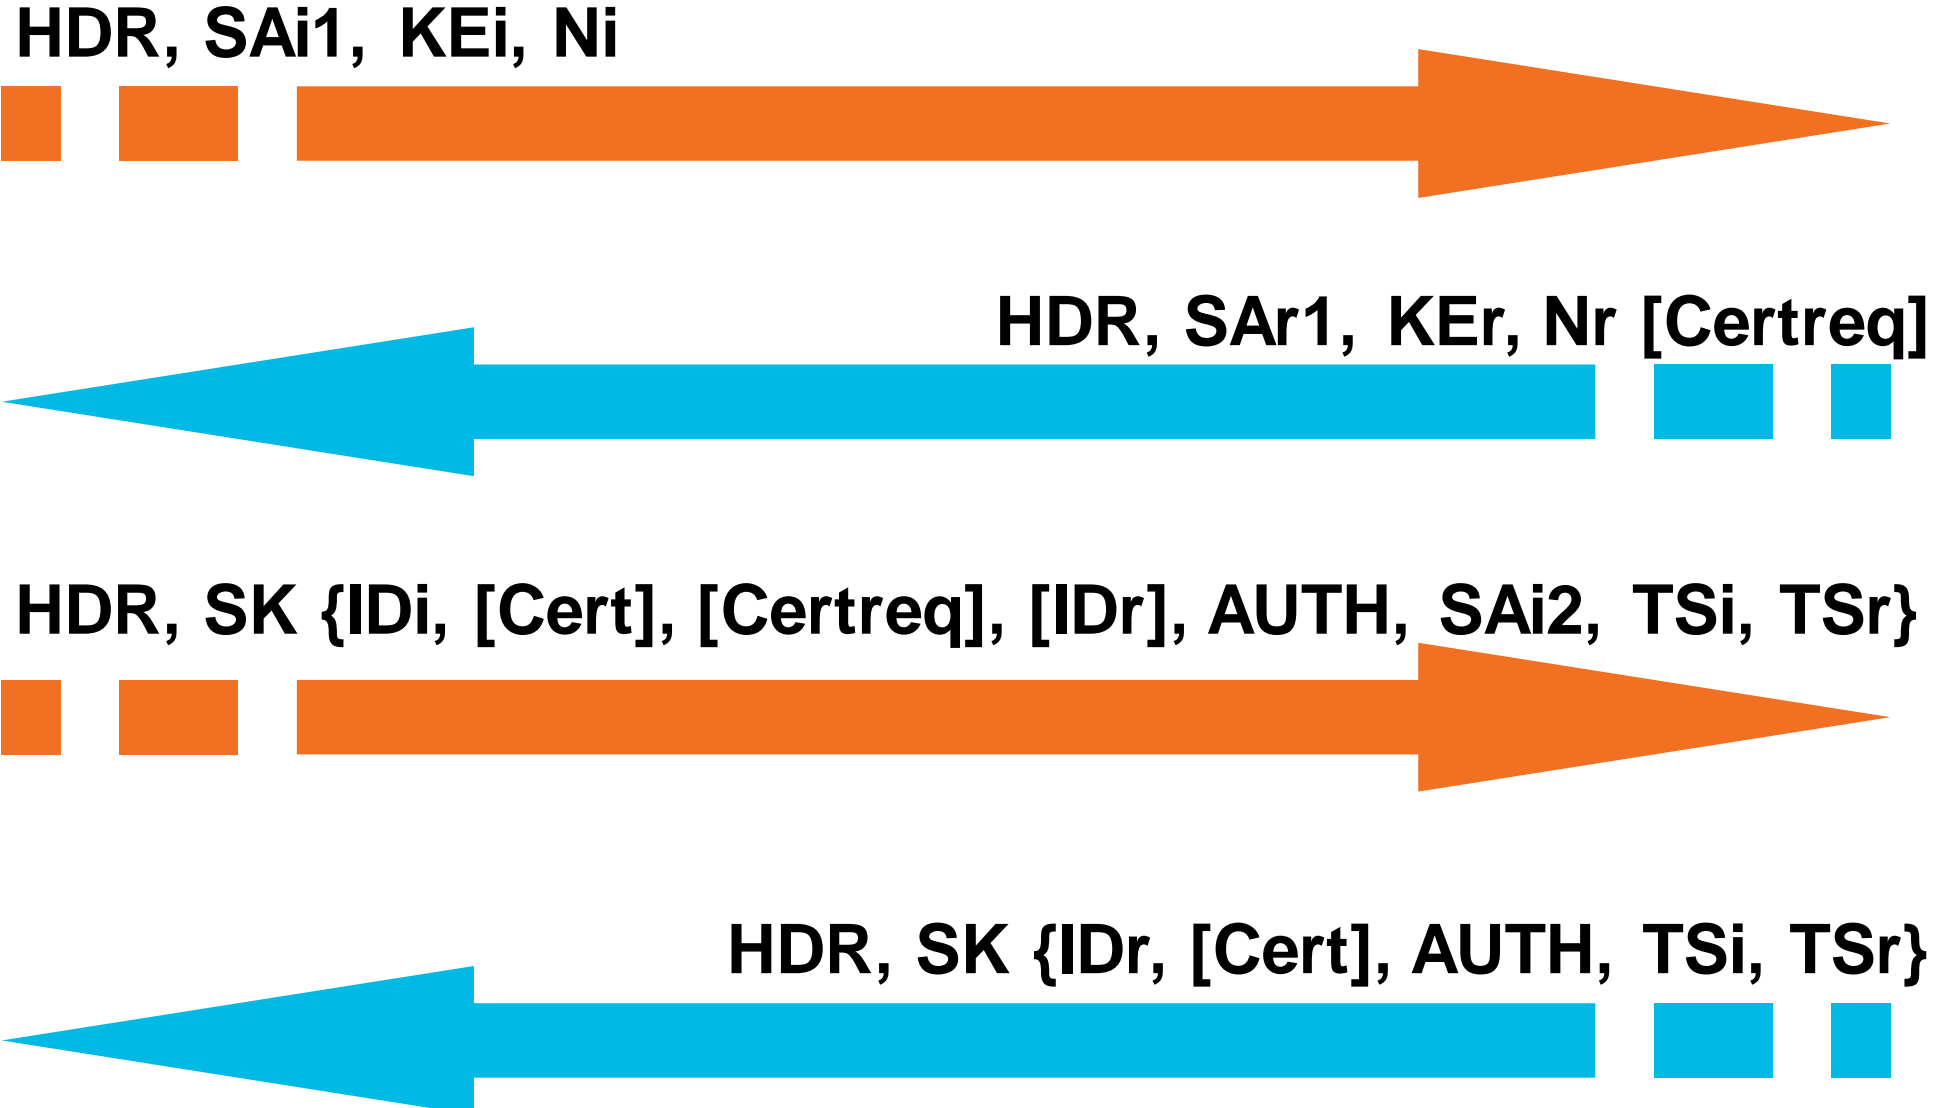 HDR, SAi1, KEi, Ni
HDR, SAr1, KEr, Nr [Certreq]
HDR, SK {IDi, [Cert], [Certreq], [IDr], AUTH, SAi2, TSi, TSr}
HDR, SK {IDr, [Cert], AUTH, TSi, TSr}